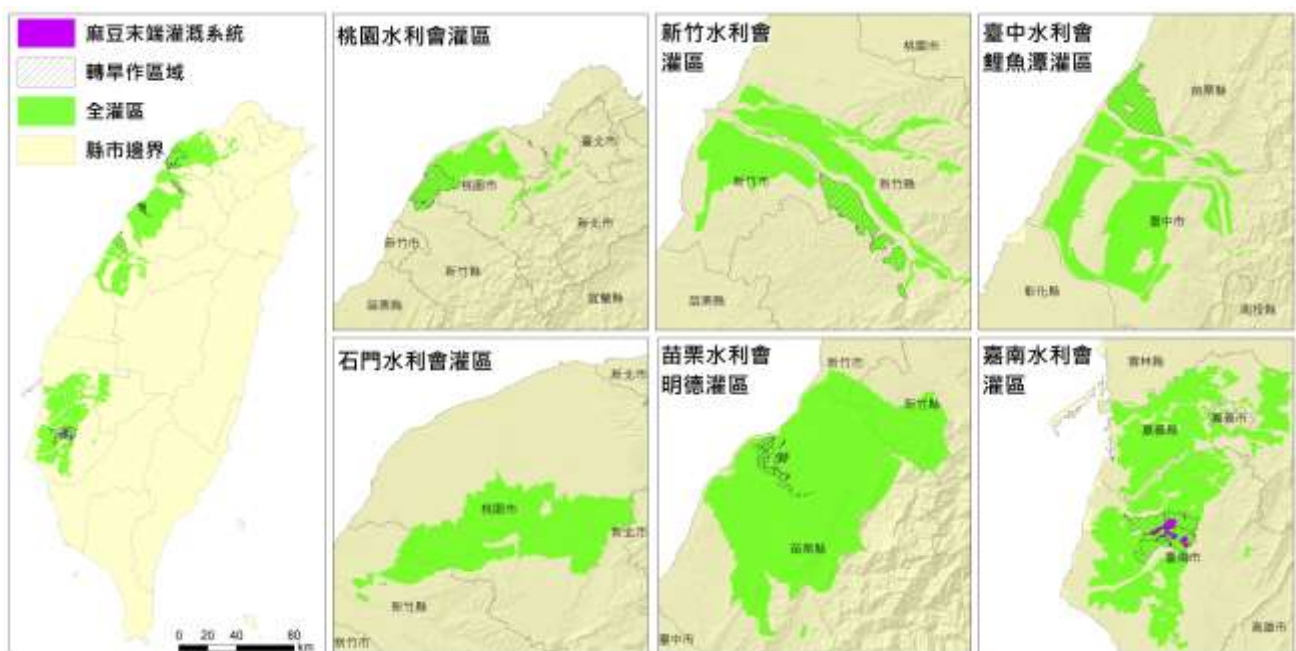 麻豆末端灌溉系統
轉旱作區域
全灌區
縣市邊界
0 20 40 80
km
桃園水利會灌區
臺北市
桃園市
新北市
新竹市
新竹縣
宜蘭縣
苗栗縣
新竹水利會
灌區
桃園市
新竹市
新竹縣
苗栗縣
臺中水利會
鯉魚潭灌區
苗栗縣
臺中市
彰化縣
南投縣
石門水利會灌區
新北市
桃園市
新北市
新竹縣
新竹市
苗栗水利會
明德灌區
新竹市
新竹縣
苗栗縣
臺中市
嘉南水利會
灌區
雲林縣
嘉義市
嘉義縣
臺南市
高雄市